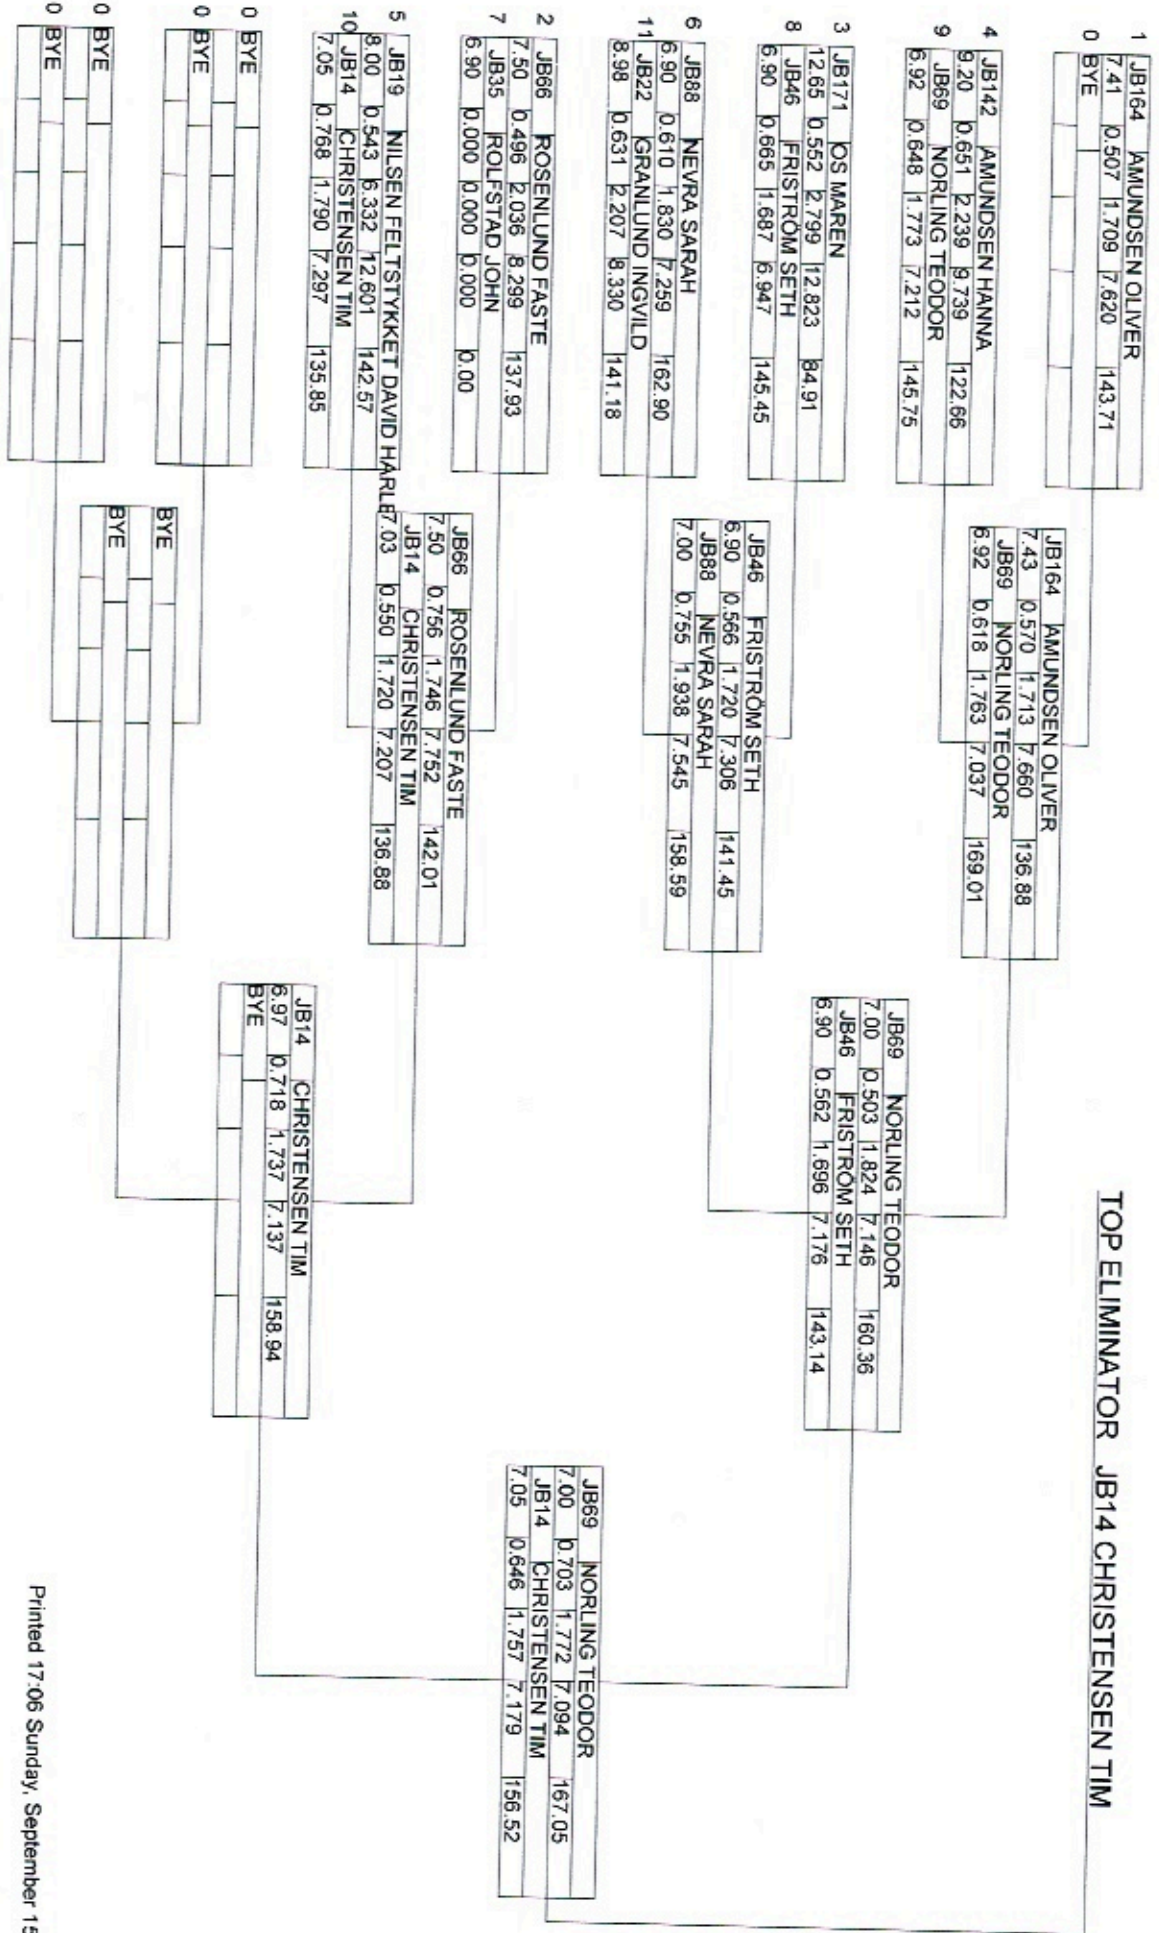 TOP ELIMINATOR JB14 CHRISTENSEN TIM
1 JB164 AMUNDSEN OLIVER
7.41 0.507 1.709 7.620 143.71
0 BYE
4 JB142 AMUNDSEN HANNA
9.20 0.651 2.239 9.739 122.66
9 JB69 NORLING TEODOR
6.92 0.648 1.773 7.212 145.75
3 JB171 OS MAREN
12.65 0.552 2.799 12.823 84.91
8 JB46 FRISTRÖM SETH
6.90 0.665 1.687 6.947 145.45
6 JB88 NEVRA SARAH
6.90 0.610 1.830 7.259 162.90
11 JB22 GRANLUND INGVILD
8.98 0.631 2.207 8.330 141.18
2 JB66 ROSENLUND FASTE
7.50 0.496 2.036 8.299 137.93
7 JB35 ROLFSTAD JOHN
6.90 0.000 0.000 0.000 0.00
5 JB19 NILSEN FELTSTYKKET DAVID HARLE
8.00 0.543 6.332 12.601 142.57
10 JB14 CHRISTENSEN TIM
7.05 0.768 1.790 7.297 135.85
0 BYE
0 BYE
0 BYE
0 BYE
JB164 AMUNDSEN OLIVER
7.43 0.570 1.713 7.660 136.88
JB69 NORLING TEODOR
6.92 0.618 1.763 7.037 169.01
JB46 FRISTRÖM SETH
6.90 0.566 1.720 7.306 141.45
JB88 NEVRA SARAH
7.00 0.755 1.938 7.545 158.59
JB66 ROSENLUND FASTE
7.50 0.756 1.746 7.752 142.01
JB14 CHRISTENSEN TIM
7.03 0.550 1.720 7.207 136.88
BYE
BYE
JB69 NORLING TEODOR
7.00 0.503 1.824 7.146 160.36
JB46 FRISTRÖM SETH
6.90 0.562 1.696 7.176 143.14
JB14 CHRISTENSEN TIM
6.97 0.718 1.737 7.137 158.94
BYE
JB69 NORLING TEODOR
7.00 0.703 1.772 7.094 167.05
JB14 CHRISTENSEN TIM
7.05 0.646 1.757 7.179 156.52
Printed 17:06 Sunday, September 15